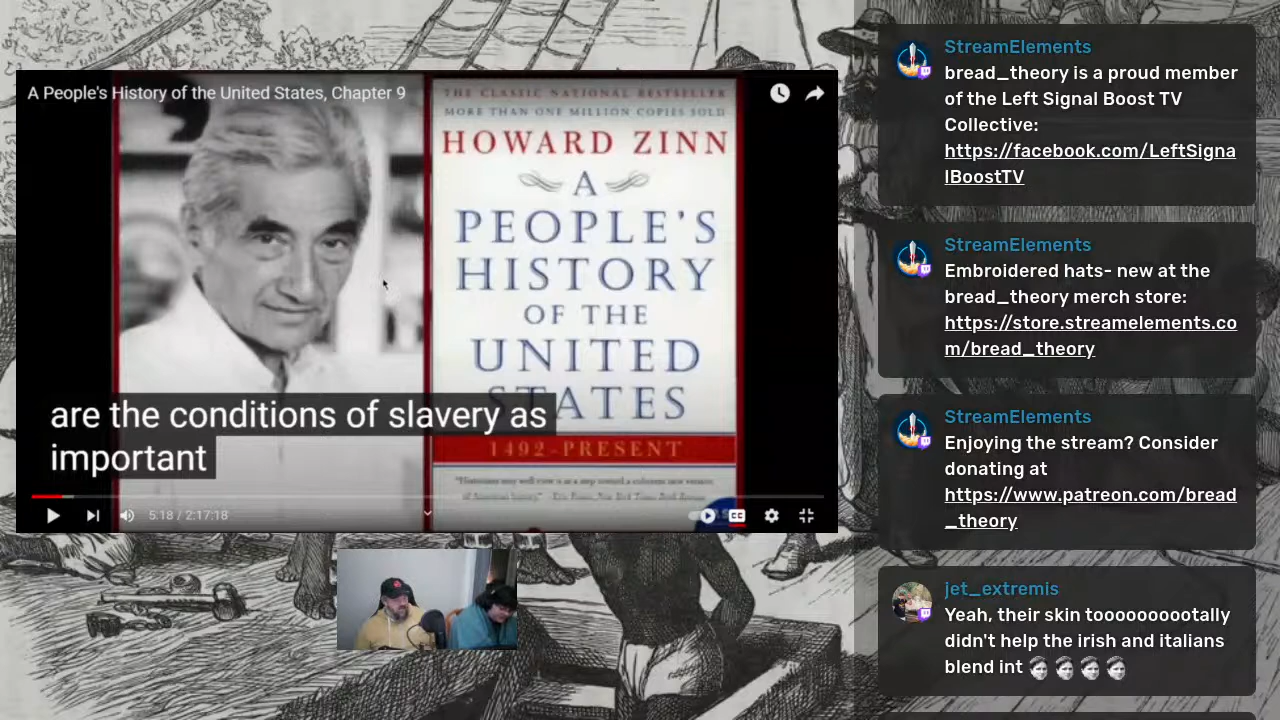 A People's History of the United States, Chapter 9
THE CLASSIC NATIONAL BESTSELLER
MORE THAN ONE MILLION COPIES SOLD
HOWARD ZINN
A
PEOPLE'S
HISTORY
OF THE
UNITED
STATES
1492-PRESENT
are the conditions of slavery as
important
5:18 / 2:17:18
CC
StreamElements
bread_theory is a proud member
of the Left Signal Boost TV
Collective:
https://facebook.com/LeftSigna
lBoostTV
StreamElements
Embroidered hats- new at the
bread_theory merch store:
https://store.streamelements.co
m/bread_theory
StreamElements
Enjoying the stream? Consider
donating at
https://www.patreon.com/bread
_theory
jet_extremis
Yeah, their skin tooooooootally
didn't help the irish and italians
blend int